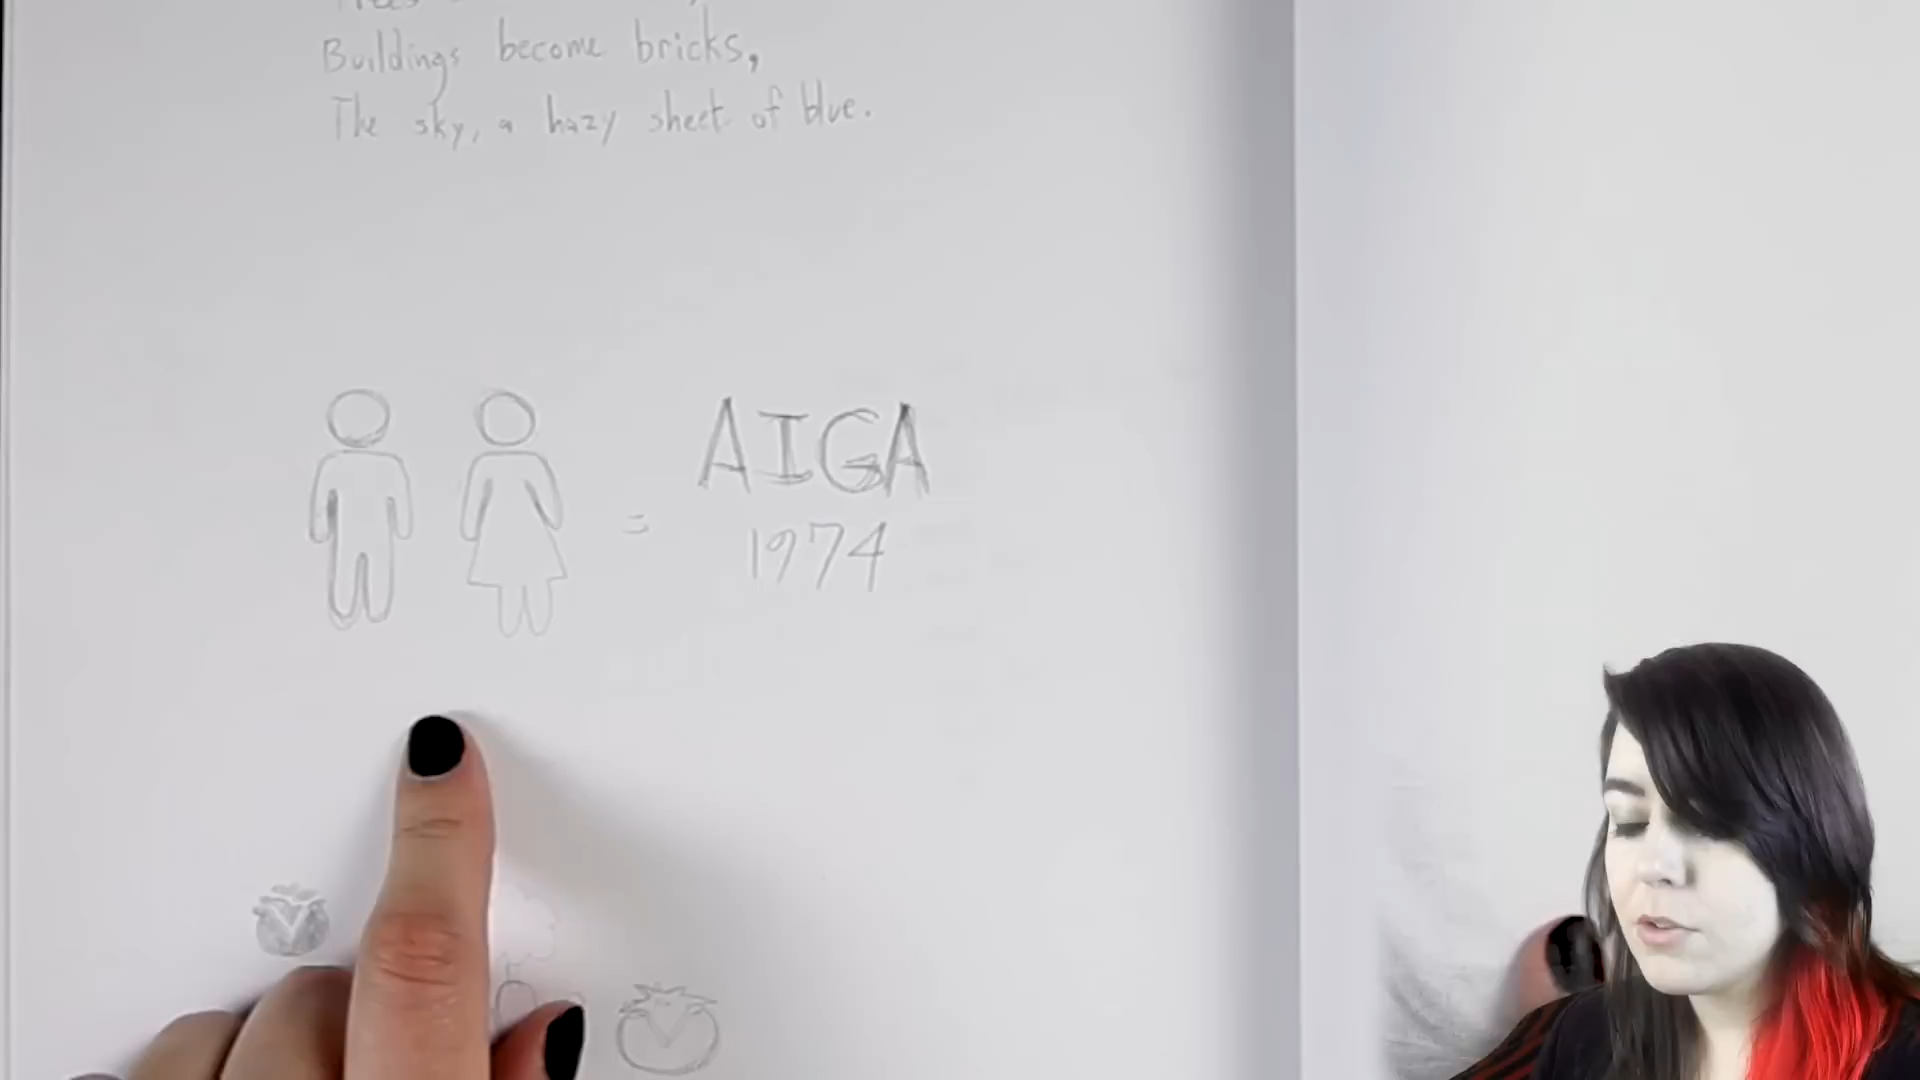 Buildings become bricks,
The sky, a hazy sheet of blue.
= AIGA
1974